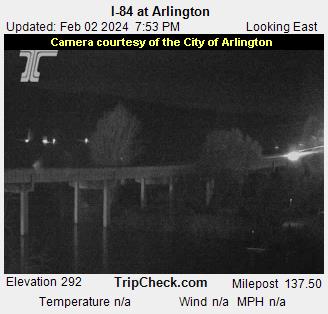 I-84 at Arlington
Updated: Feb 02 2024 7:53 PM Looking East
Camera courtesy of the City of Arlington
Elevation 292 TripCheck.com Milepost 137.50
Temperature n/a Wind n/a MPH n/a